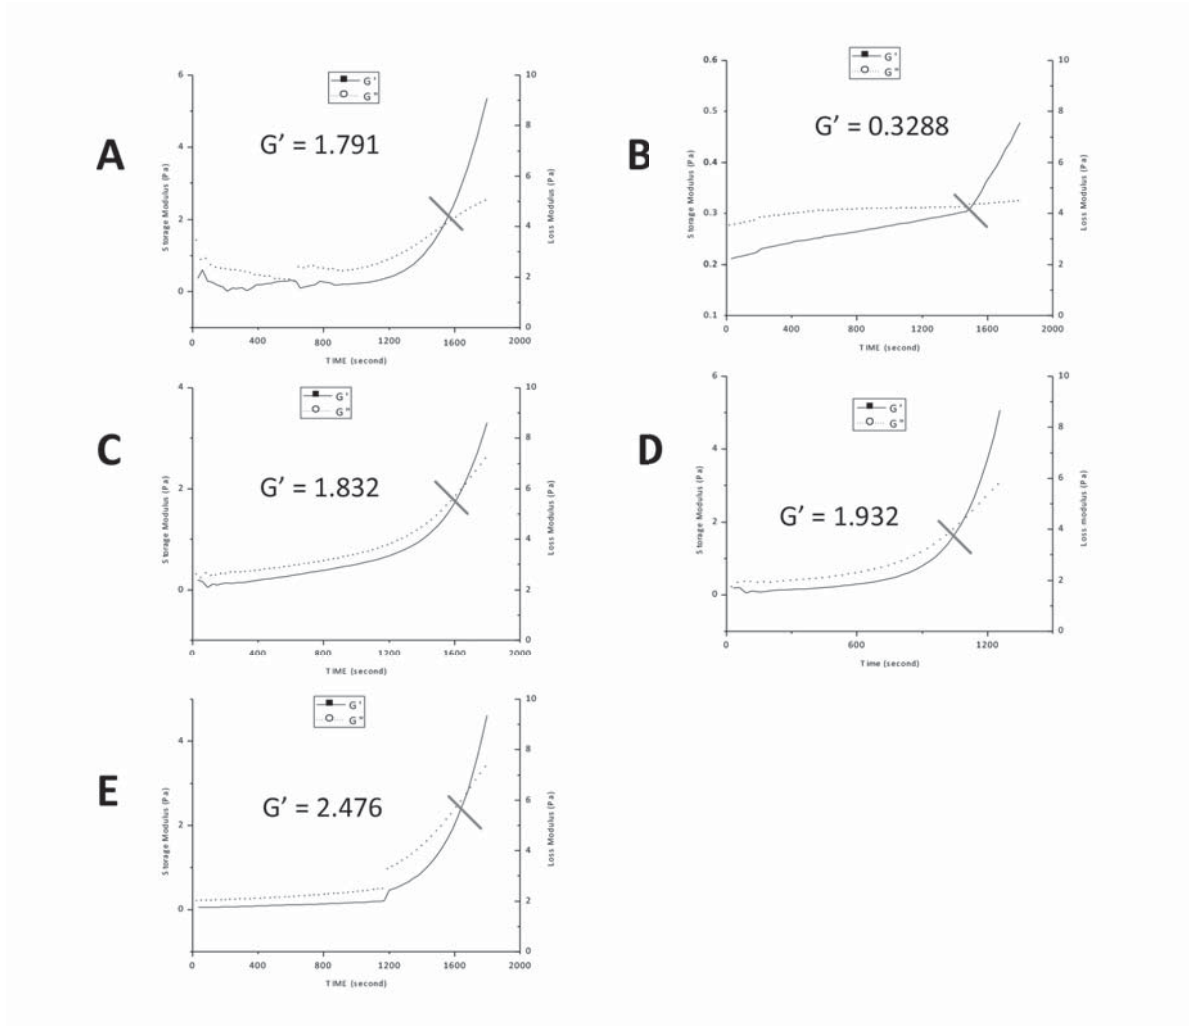 A
G'
G"
G' = 1.791
6
4
2
0
10
8
6
4
2
0
Storage Modulus (Pa)
Loss Modulus (Pa)
0 400 800 1200 1600 2000
TIME (second)
B
G'
G"
G' = 0.3288
0.6
0.5
0.4
0.3
0.2
0.1
10
8
6
4
2
0
Storage Modulus (Pa)
Loss Modulus (Pa)
0 400 800 1200 1600 2000
TIME (second)
C
G'
G"
G' = 1.832
4
2
0
10
8
6
4
2
0
Storage Modulus (Pa)
Loss Modulus (Pa)
0 400 800 1200 1600 2000
TIME (second)
D
G'
G"
G' = 1.932
6
4
2
0
10
8
6
4
2
0
Storage Modulus (Pa)
Loss modulus (Pa)
0 600 1200
Time (second)
E
G'
G"
G' = 2.476
4
2
0
10
8
6
4
2
0
Storage Modulus (Pa)
Loss Modulus (Pa)
0 400 800 1200 1600 2000
TIME (second)